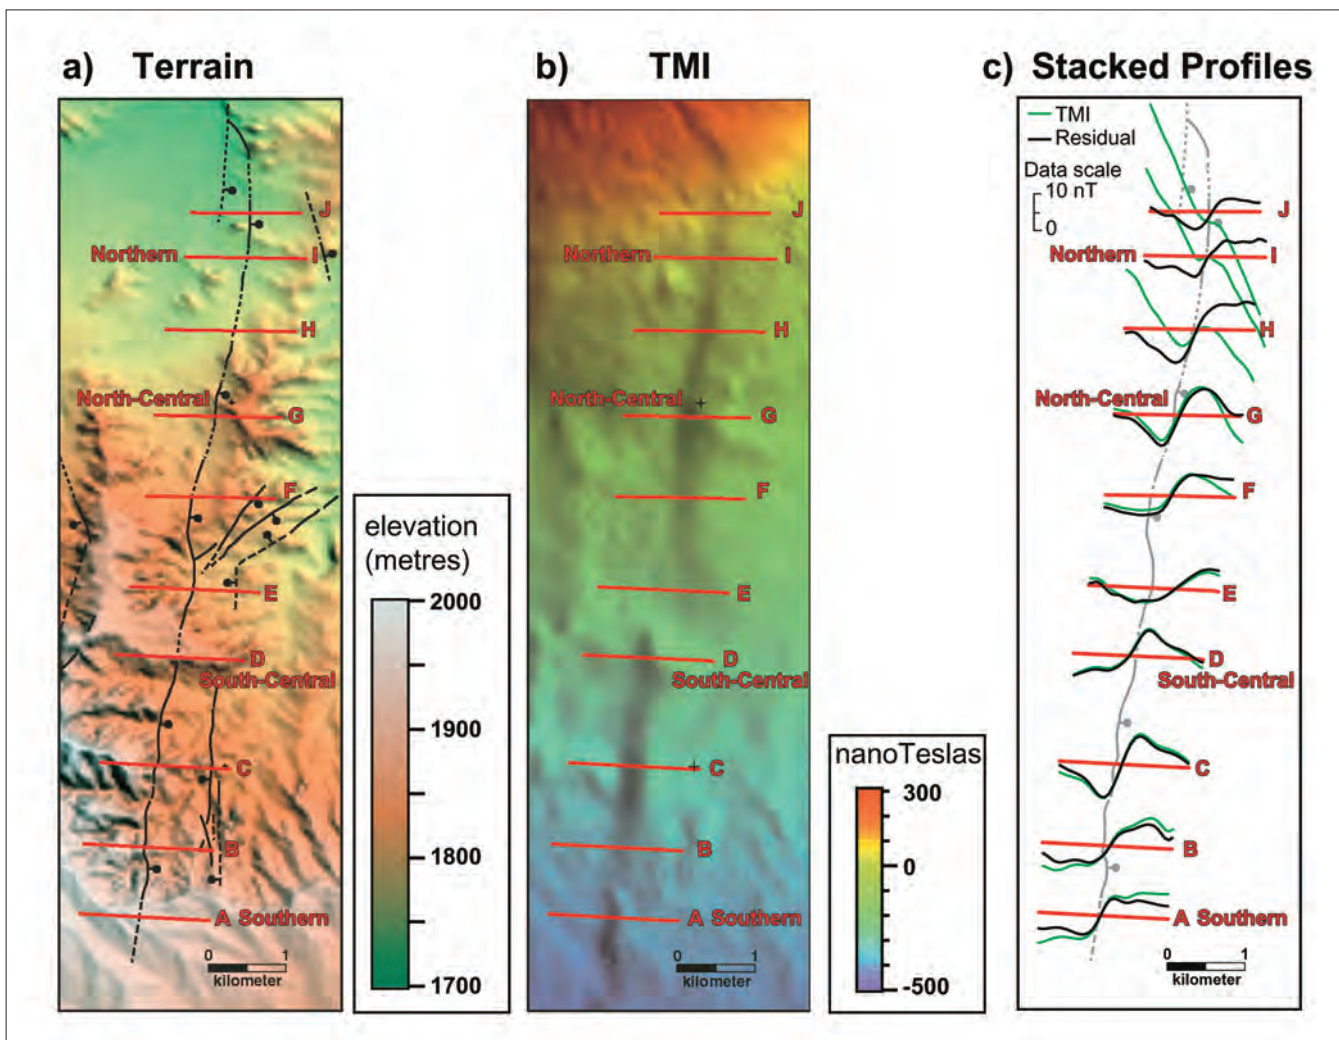 a) Terrain
J
Northern
I
H
North-Central
G
F
E
D
South-Central
C
B
A Southern
0 1
kilometer
elevation
(metres)
2000
1900
1800
1700
b) TMI
J
Northern
I
H
North-Central
G
F
E
D
South-Central
C
B
A Southern
0 1
kilometer
nanoTeslas
300
0
-500
c) Stacked Profiles
TMI
Residual
Data scale
10 nT
0
J
Northern
I
H
North-Central
G
F
E
D
South-Central
C
B
A Southern
0 1
kilometer